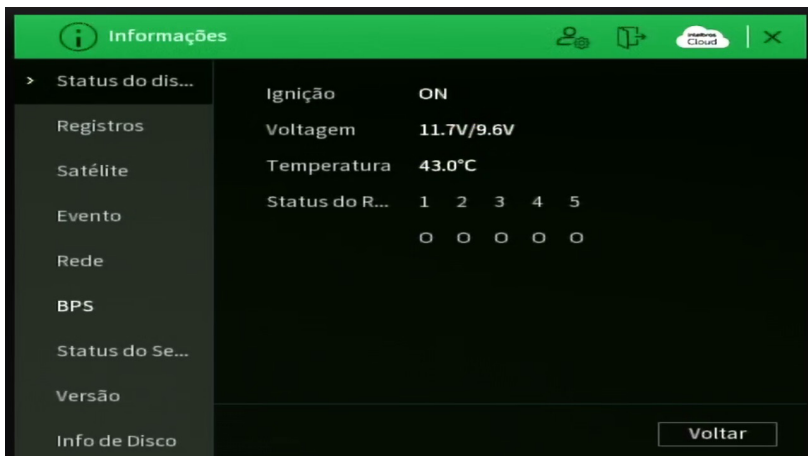 Informações
intelbras
Cloud
Status do dis...
Registros
Satélite
Evento
Rede
BPS
Status do Se...
Versão
Info de Disco
Ignição ON
Voltagem 11.7V/9.6V
Temperatura 43.0°C
Status do R... 1 2 3 4 5
O O O O O
Voltar